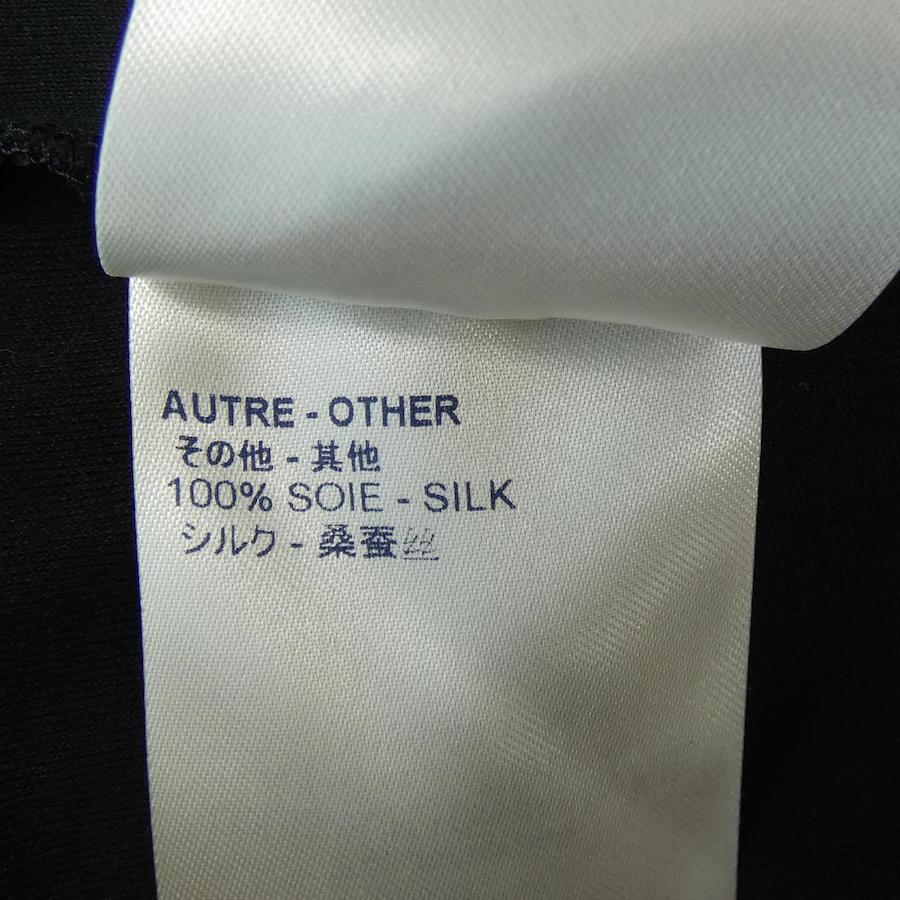 AUTRE - OTHER
その他 - 其他
100% SOIE - SILK
シルク - 桑蚕丝